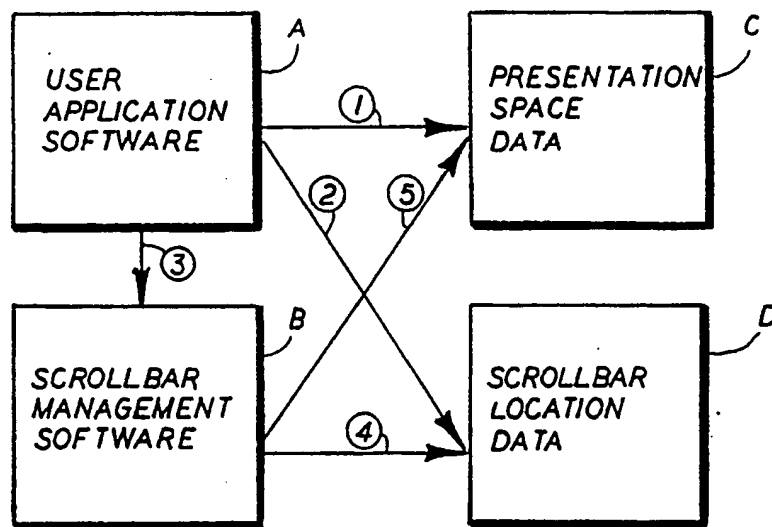 A
USER
APPLICATION
SOFTWARE
1
C
PRESENTATION
SPACE
DATA
2
5
3
B
SCROLLBAR
MANAGEMENT
SOFTWARE
4
D
SCROLLBAR
LOCATION
DATA